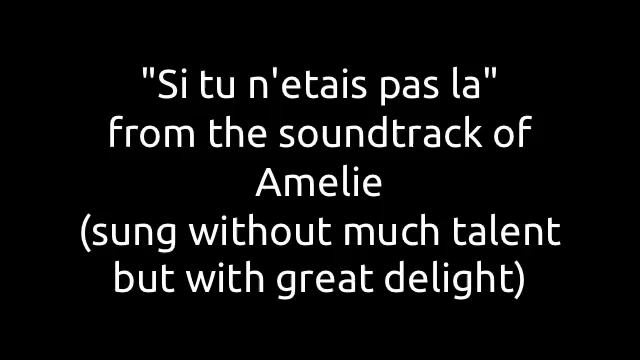 "Si tu n'etais pas la"
from the soundtrack of
Amelie
(sung without much talent
but with great delight)